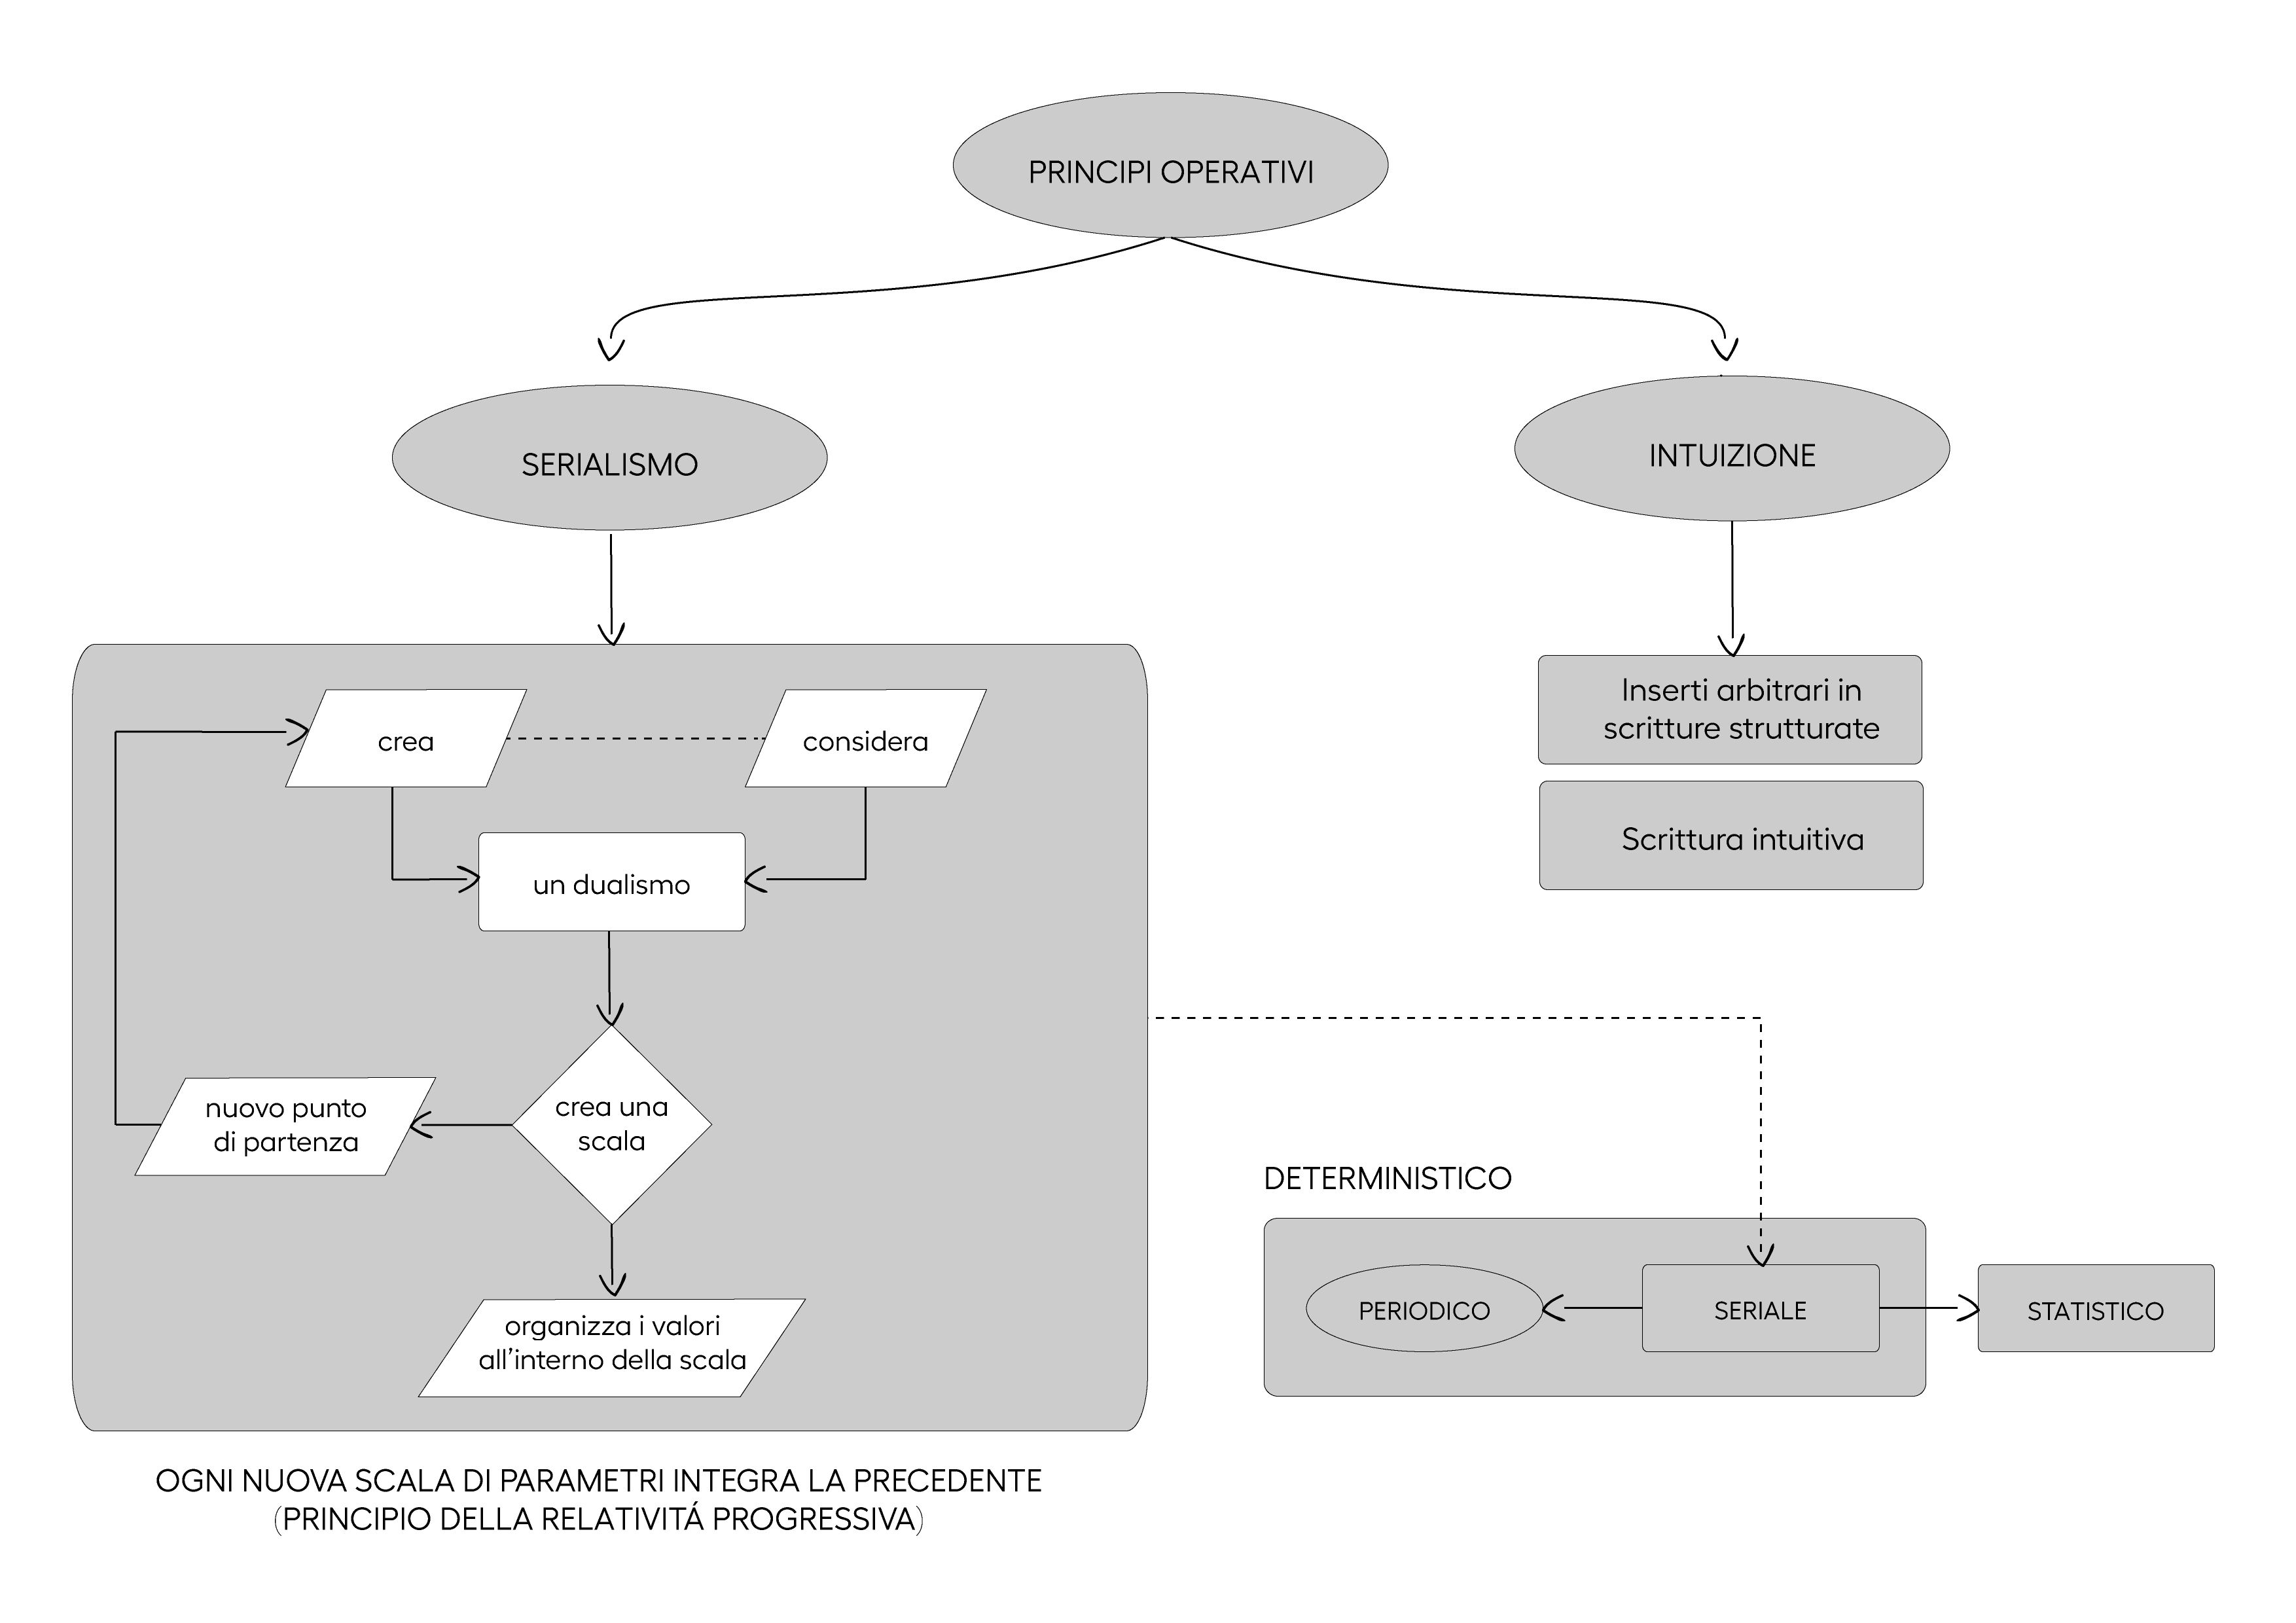 PRINCIPI OPERATIVI
SERIALISMO
INTUIZIONE
crea
considera
un dualismo
crea una
scala
nuovo punto
di partenza
organizza i valori
all'interno della scala
OGNI NUOVA SCALA DI PARAMETRI INTEGRA LA PRECEDENTE
(PRINCIPIO DELLA RELATIVITÁ PROGRESSIVA)
Inserti arbitrari in
scritture strutturate
Scrittura intuitiva
DETERMINISTICO
PERIODICO
SERIALE
STATISTICO